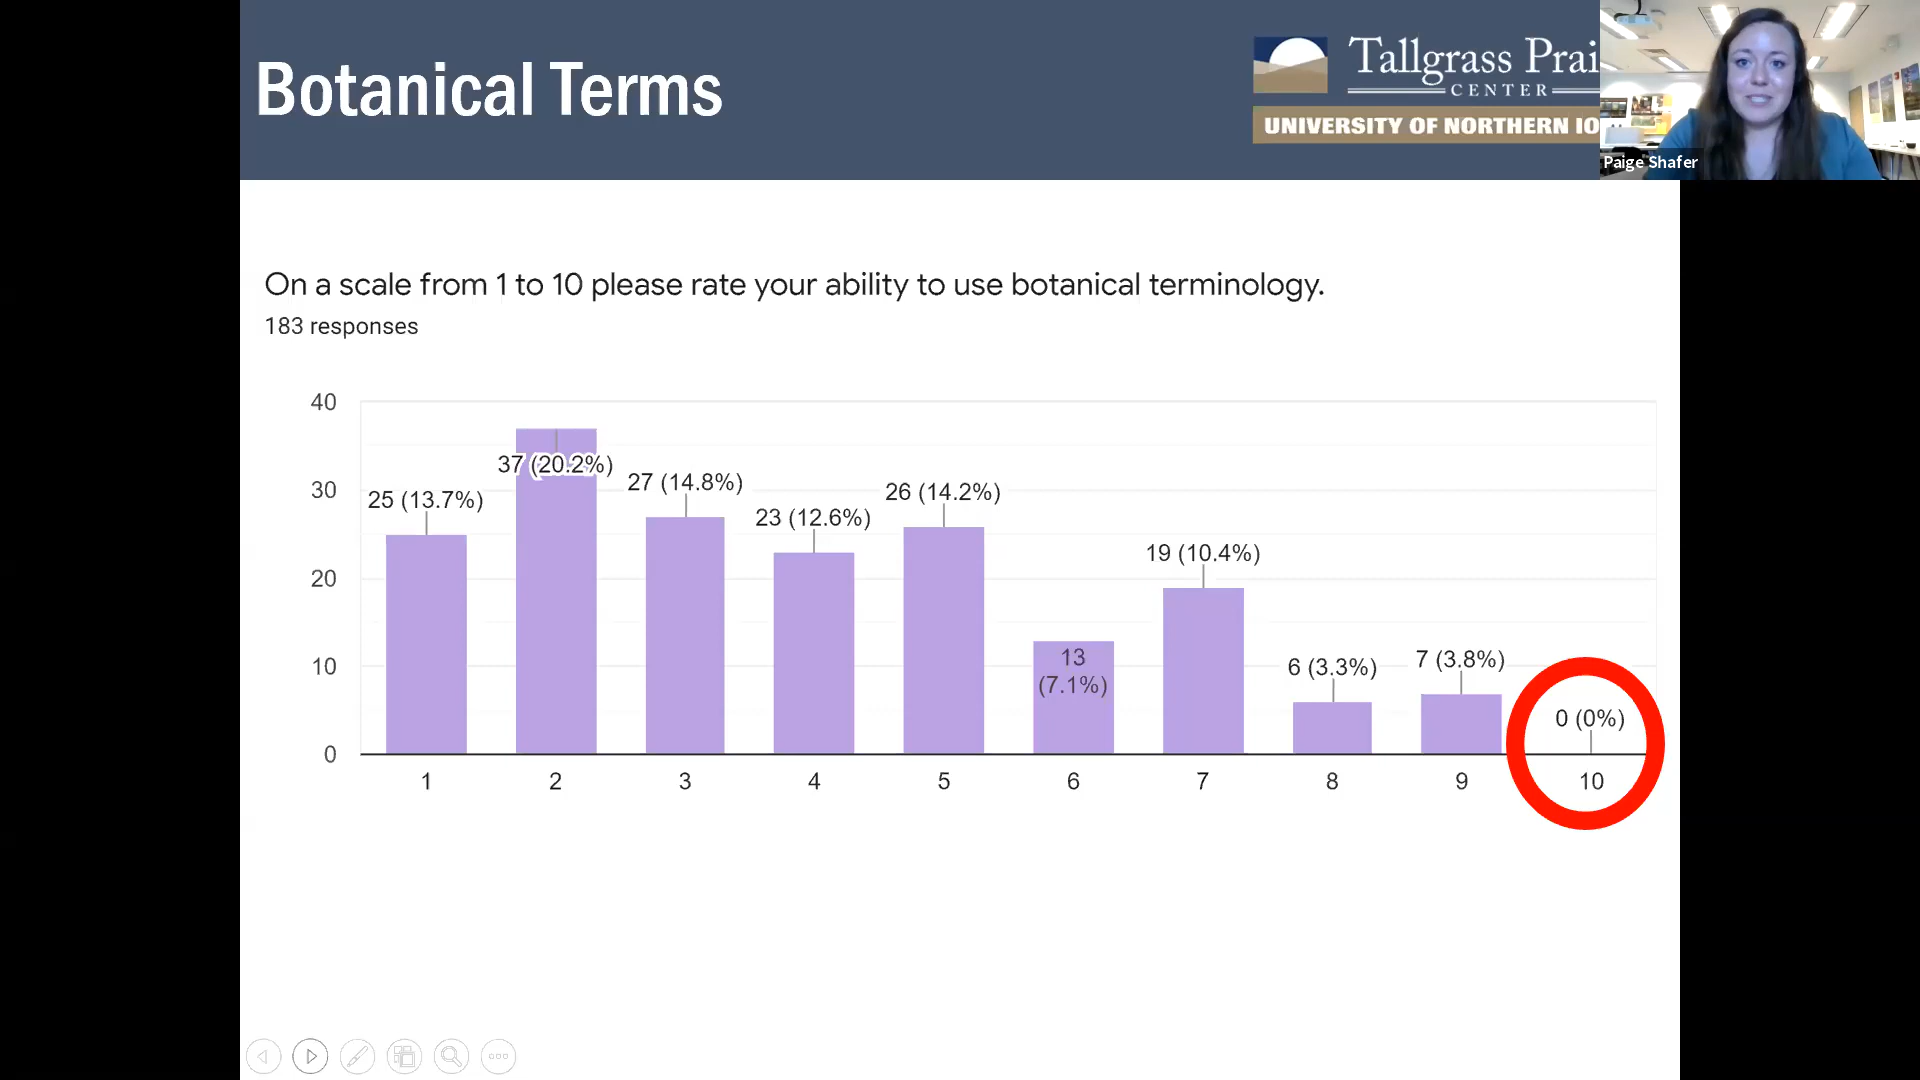 Botanical Terms
Tallgrass Prai
CENTER
UNIVERSITY OF NORTHERN IO
Paige Shafer
On a scale from 1 to 10 please rate your ability to use botanical terminology.
183 responses
40
30
20
10
0
25 (13.7%)
37 (20.2%)
27 (14.8%)
23 (12.6%)
26 (14.2%)
13
(7.1%)
19 (10.4%)
6 (3.3%)
7 (3.8%)
0 (0%)
1 2 3 4 5 6 7 8 9 10